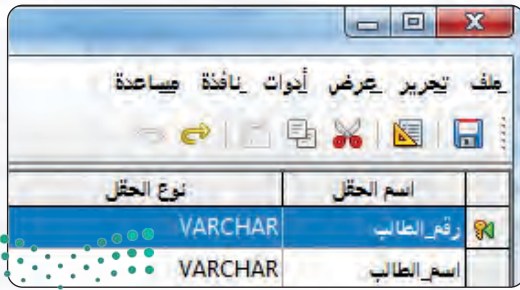 ملف تحرير عرض أدوات نافذة مساعدة
اسم الحقل نوع الحقل
رقم_الطالب VARCHAR
اسم_الطالب VARCHAR